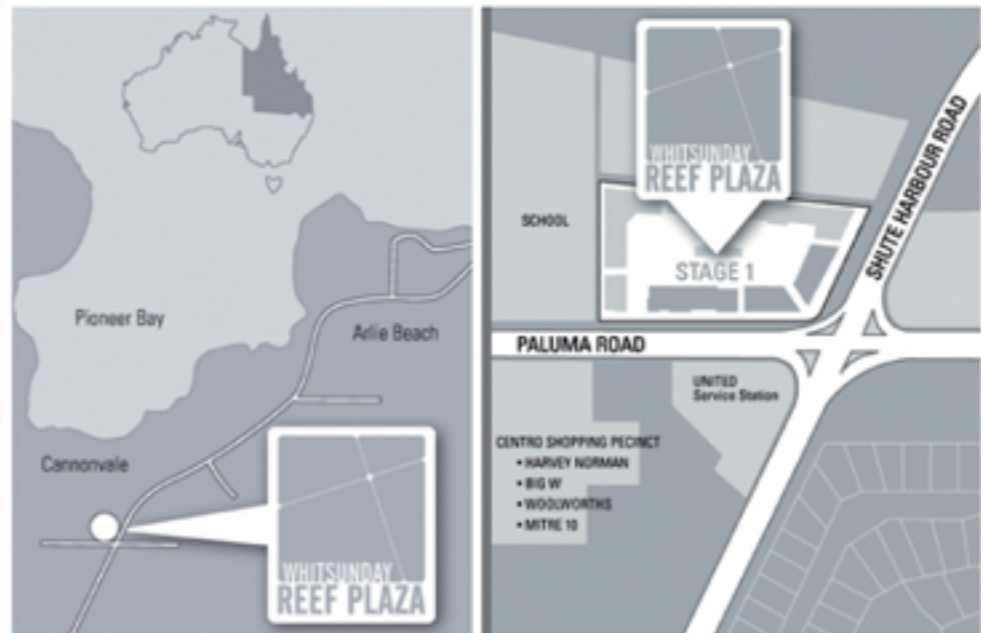 Pioneer Bay
Arlie Beach
Cannonvale
WHITSUNDAY
REEF PLAZA
WHITSUNDAY
REEF PLAZA
SCHOOL
STAGE 1
SHUTE HARBOUR ROAD
PALUMA ROAD
UNITED
Service Station
CENTRO SHOPPING PECINCT
• HARVEY NORMAN
• BIG W
• WOOLWORTHS
• MITRE 10